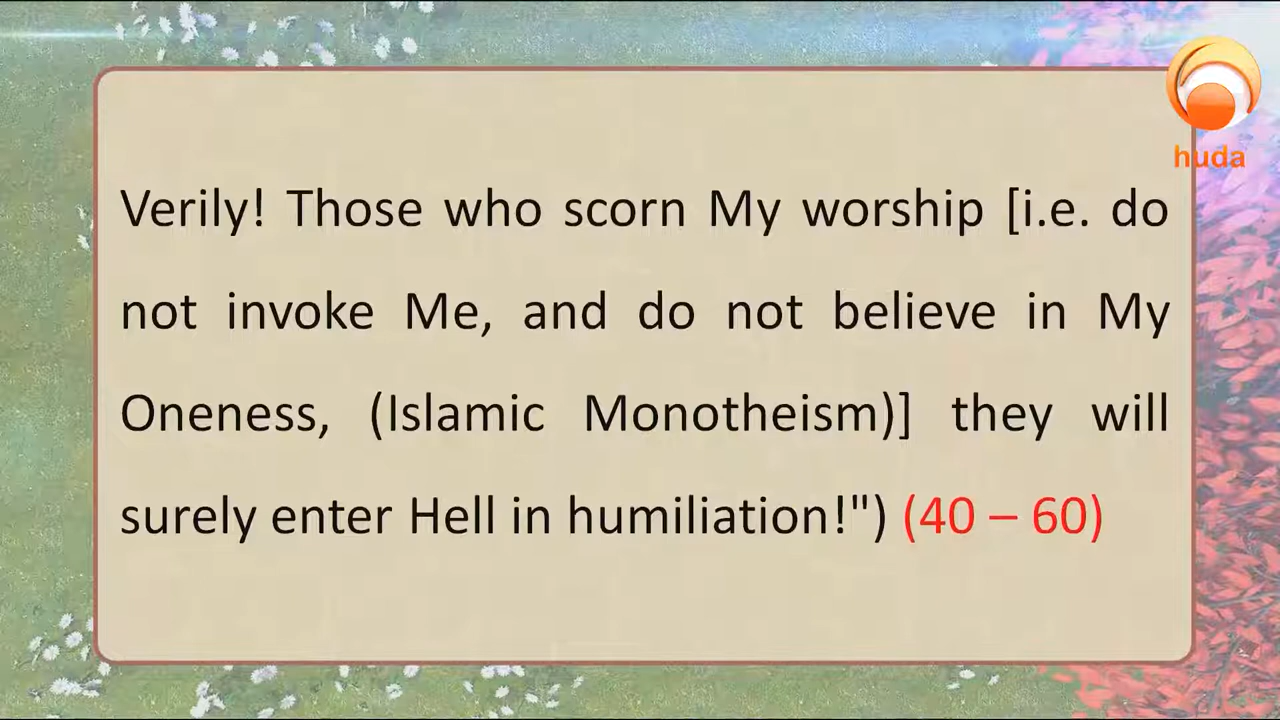 huda
Verily! Those who scorn My worship [i.e. do
not invoke Me, and do not believe in My
Oneness, (Islamic Monotheism)] they will
surely enter Hell in humiliation!") (40 – 60)